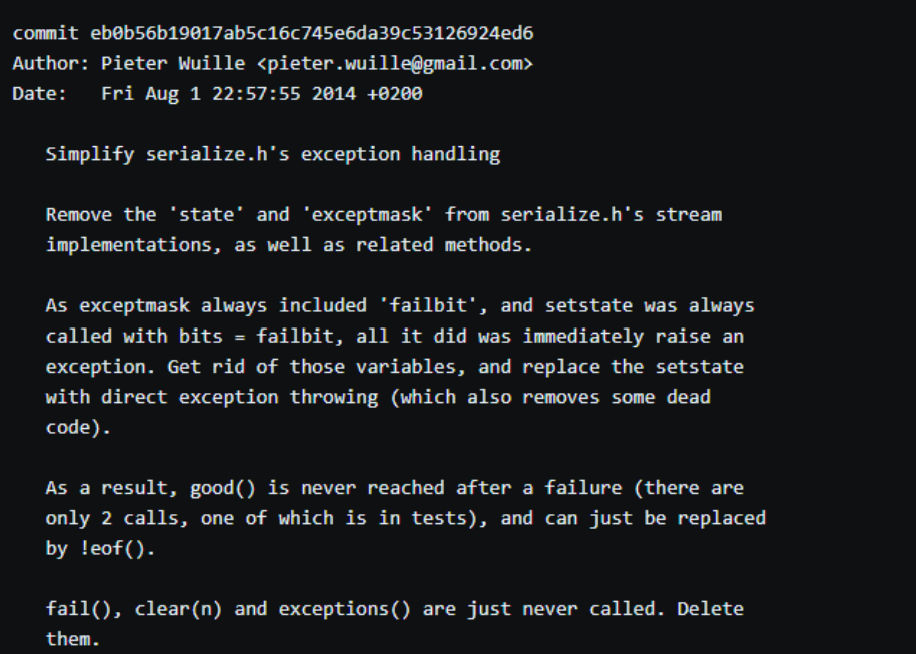 commit eb0b56b19017ab5c16c745e6da39c53126924ed6
Author: Pieter Wuille <pieter.wuille@gmail.com>
Date:   Fri Aug 1 22:57:55 2014 +0200
Simplify serialize.h's exception handling
Remove the 'state' and 'exceptmask' from serialize.h's stream
implementations, as well as related methods.
As exceptmask always included 'failbit', and setstate was always
called with bits = failbit, all it did was immediately raise an
exception. Get rid of those variables, and replace the setstate
with direct exception throwing (which also removes some dead
code).
As a result, good() is never reached after a failure (there are
only 2 calls, one of which is in tests), and can just be replaced
by !eof().
fail(), clear(n) and exceptions() are just never called. Delete
them.